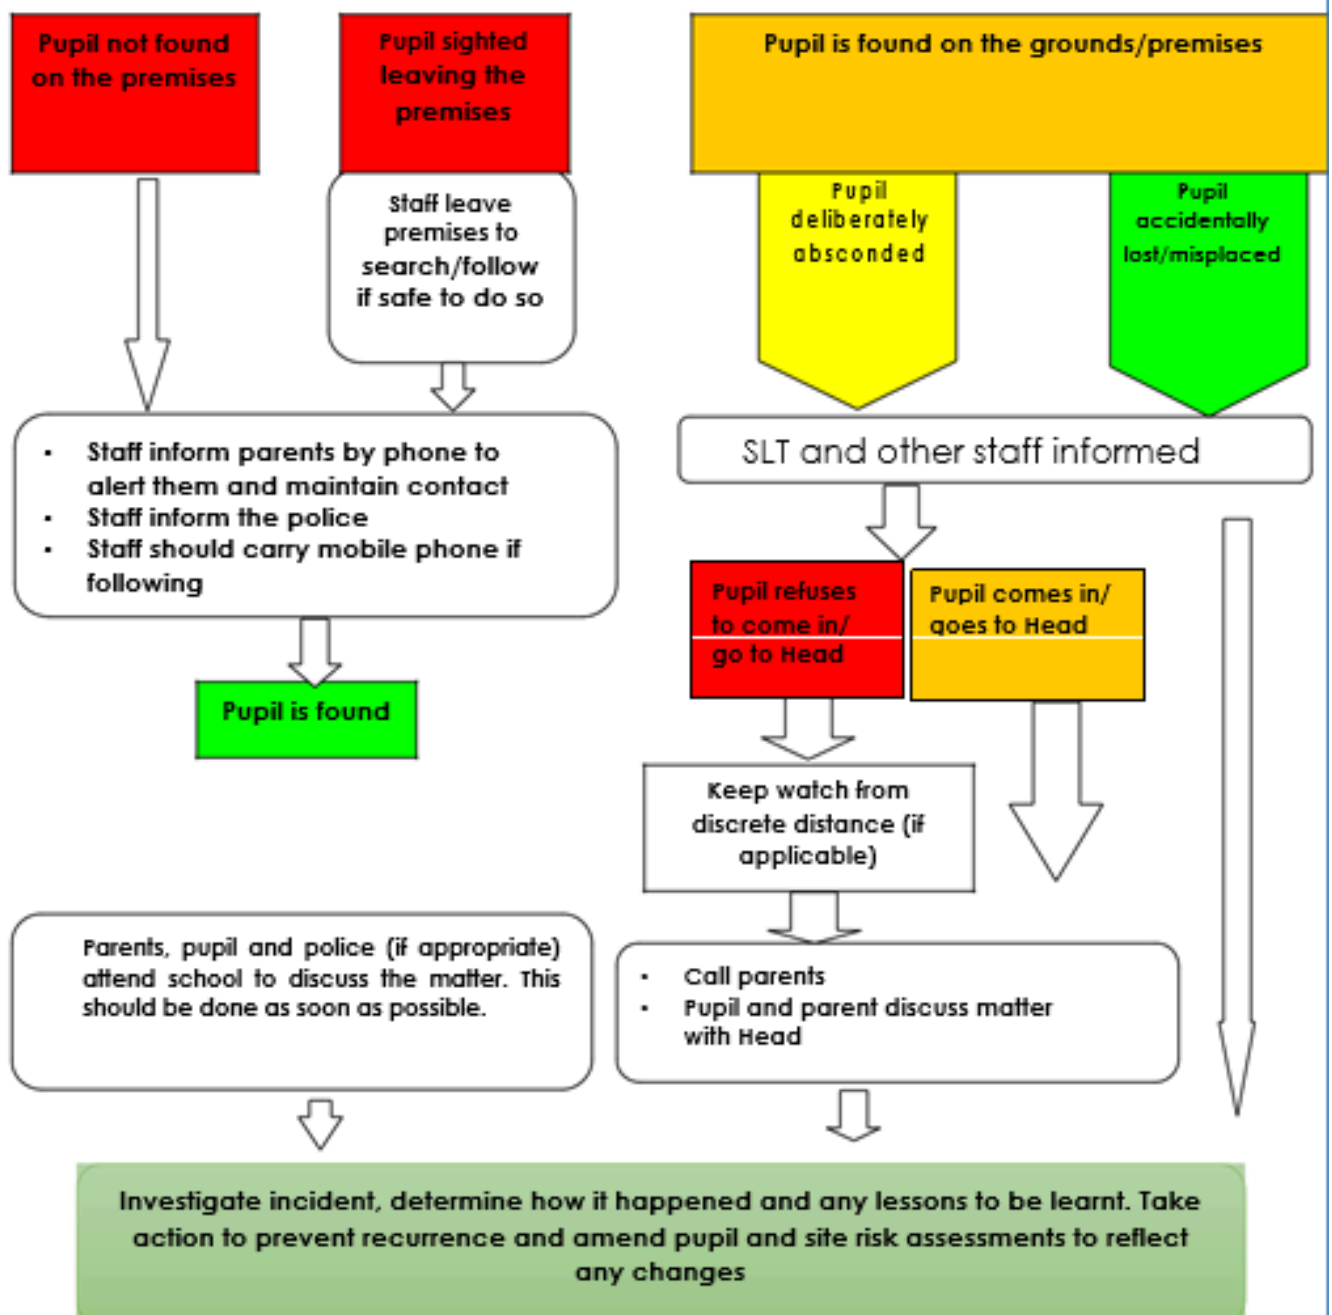 Pupil not found
on the premises
Pupil sighted
leaving the
premises
Pupil is found on the grounds/premises
Staff leave
premises to
search/follow
if safe to do so
Pupil
deliberately
absconded
Pupil
accidentally
lost/misplaced
▪ Staff inform parents by phone to
alert them and maintain contact
▪ Staff inform the police
▪ Staff should carry mobile phone if
following
SLT and other staff informed
Pupil is found
Pupil refuses
to come in/
go to Head
Pupil comes in/
goes to Head
Keep watch from
discrete distance (if
applicable)
Parents, pupil and police (if appropriate)
attend school to discuss the matter. This
should be done as soon as possible.
▪ Call parents
▪ Pupil and parent discuss matter
with Head
Investigate incident, determine how it happened and any lessons to be learnt. Take
action to prevent recurrence and amend pupil and site risk assessments to reflect
any changes